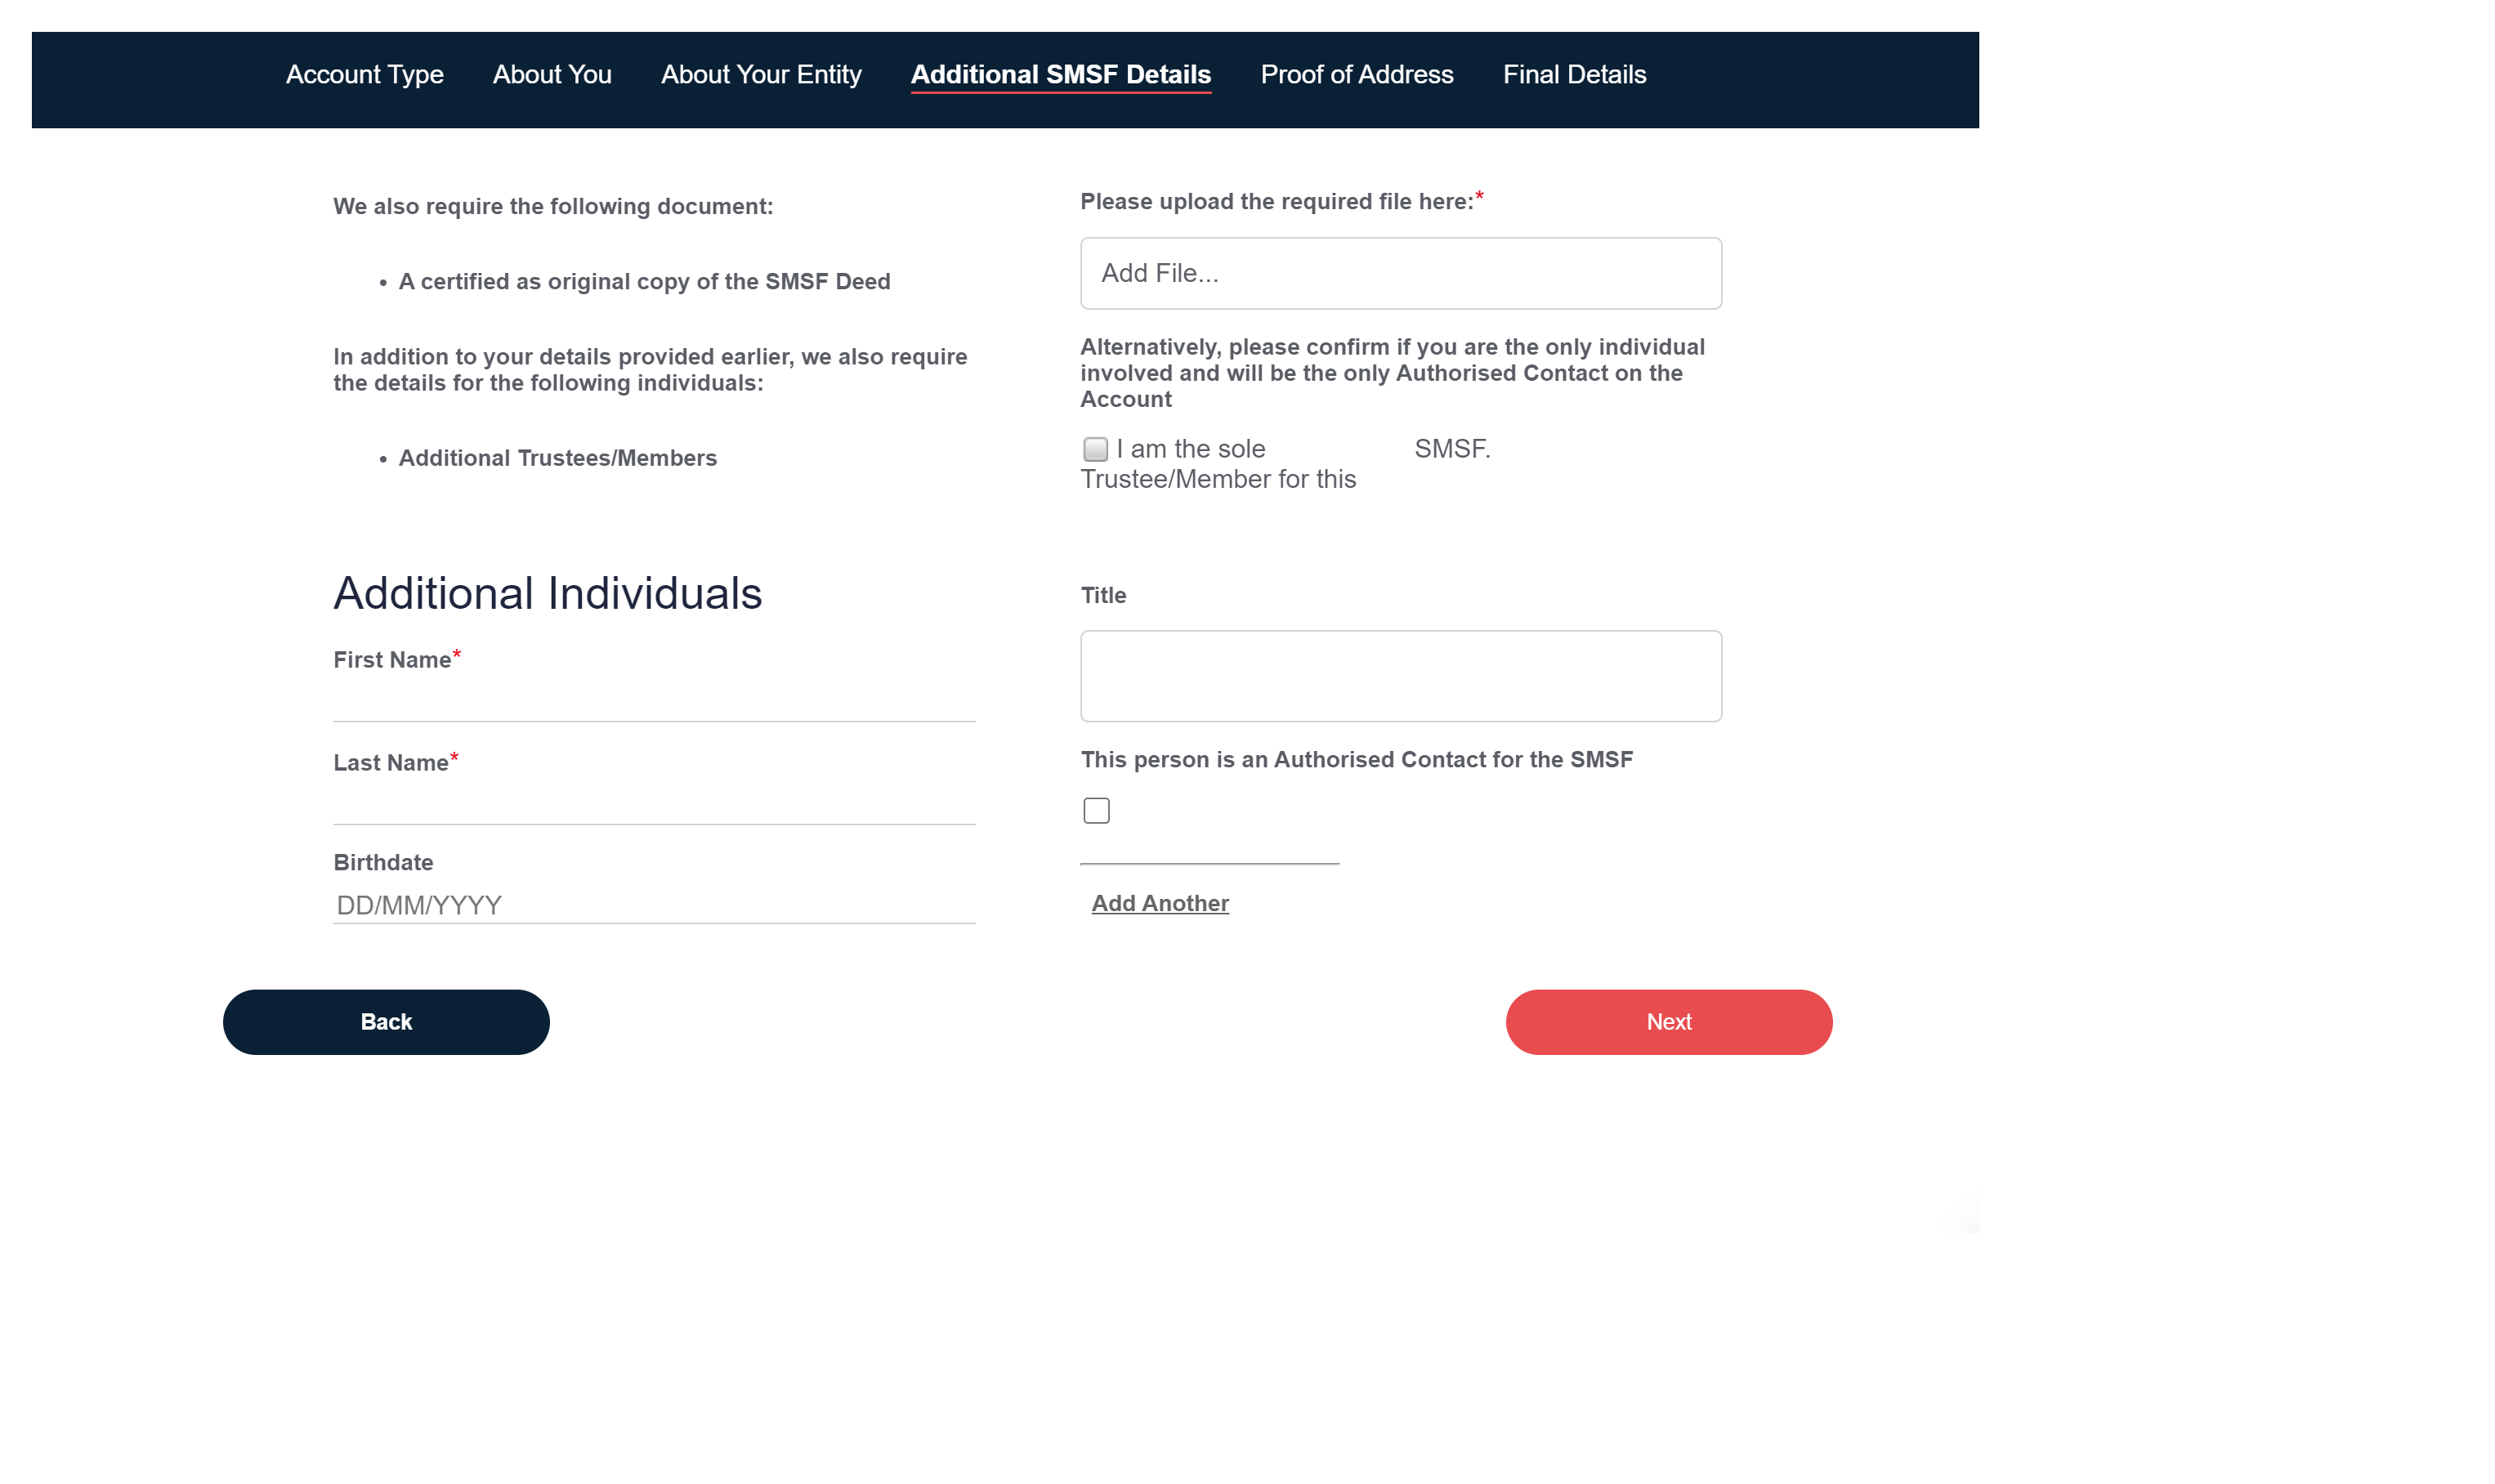 Account Type About You About Your Entity Additional SMSF Details Proof of Address Final Details
We also require the following document:
• A certified as original copy of the SMSF Deed
In addition to your details provided earlier, we also require
the details for the following individuals:
• Additional Trustees/Members
Please upload the required file here:*
Add File...
Alternatively, please confirm if you are the only individual
involved and will be the only Authorised Contact on the
Account
I am the sole
Trustee/Member for this
SMSF.
Additional Individuals
First Name*
Last Name*
Birthdate
DD/MM/YYYY
Title
This person is an Authorised Contact for the SMSF
Add Another
Back
Next